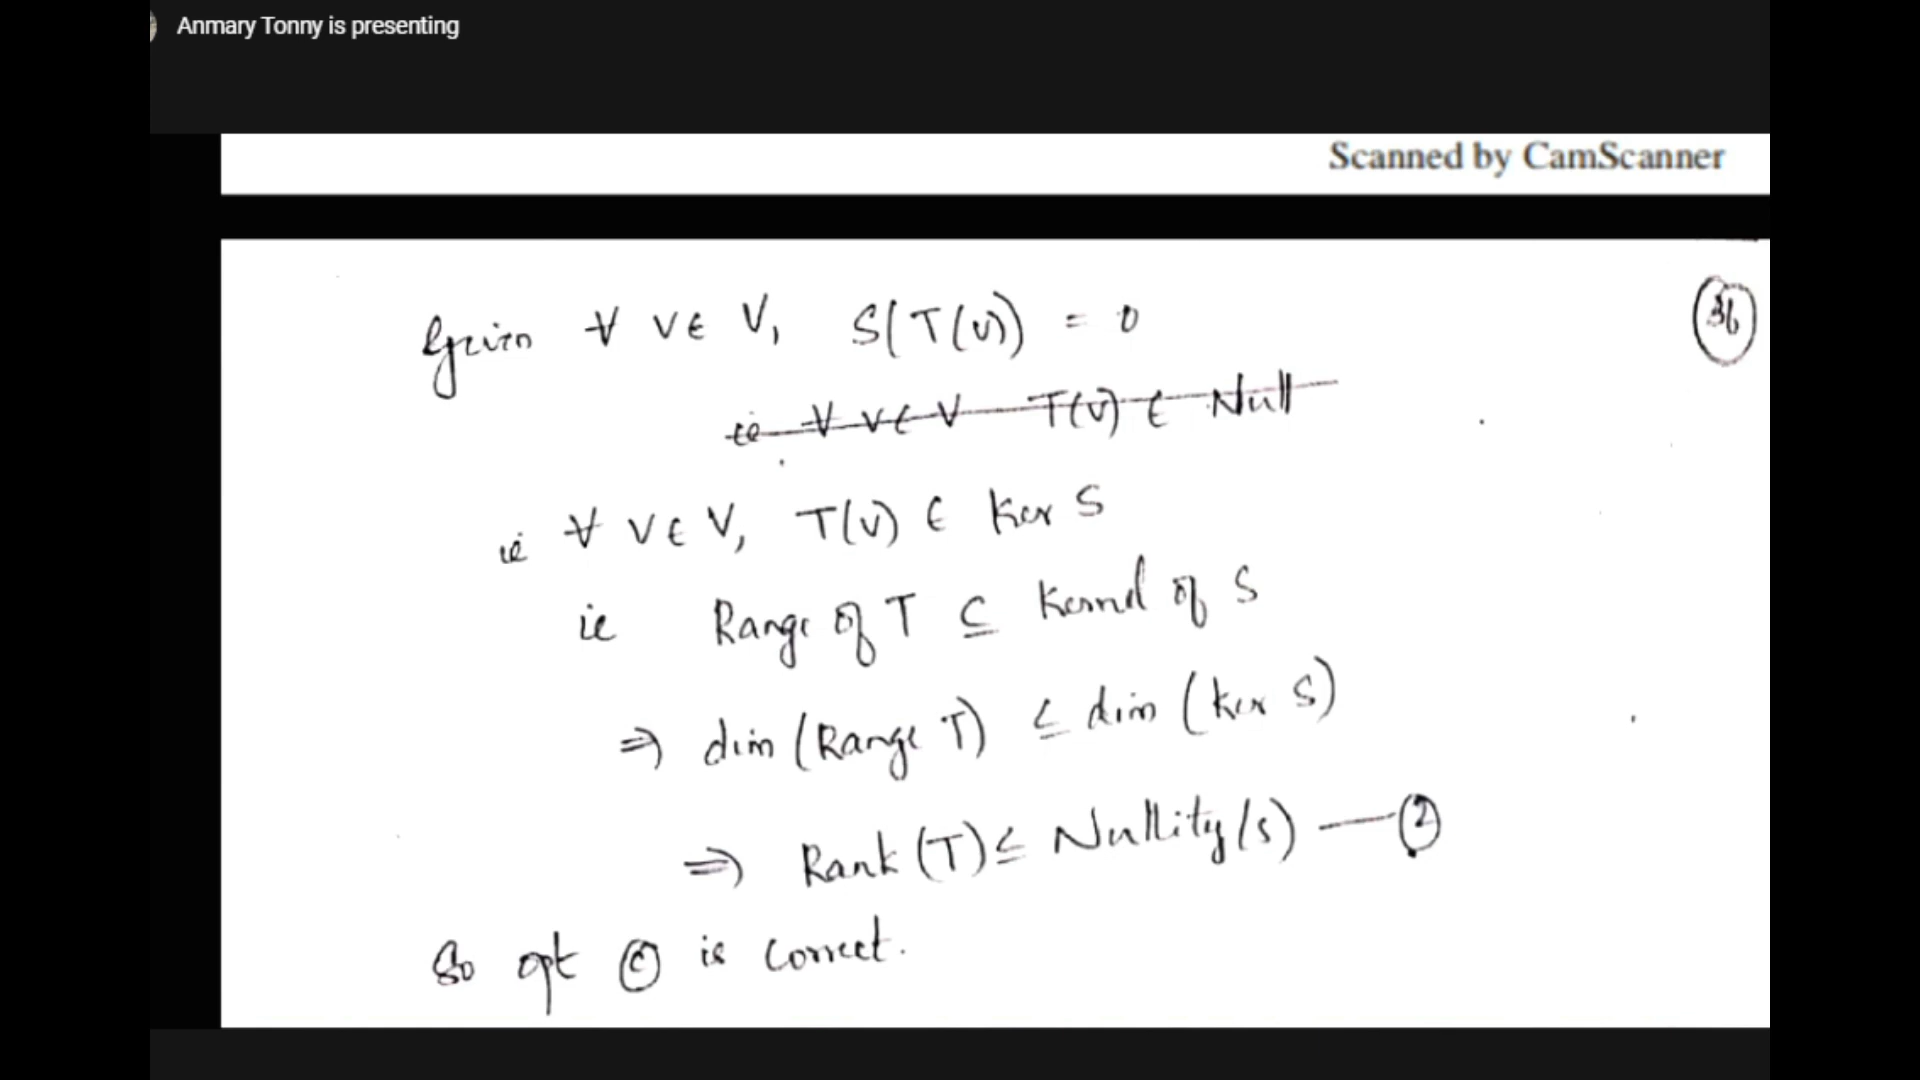 Anmary Tonny is presenting
Scanned by CamScanner
36
Given ∀ v ∈ V, S(T(v)) = 0
ie ∀ v ∈ V T(v) ∈ Null
ie ∀ v ∈ V, T(v) ∈ Ker S
ie Range of T ⊆ Kernel of S
⇒ dim (Range T) ≤ dim (ker S)
⇒ Rank (T) ≤ Nullity (S) — ②
So opt ⓒ is correct.